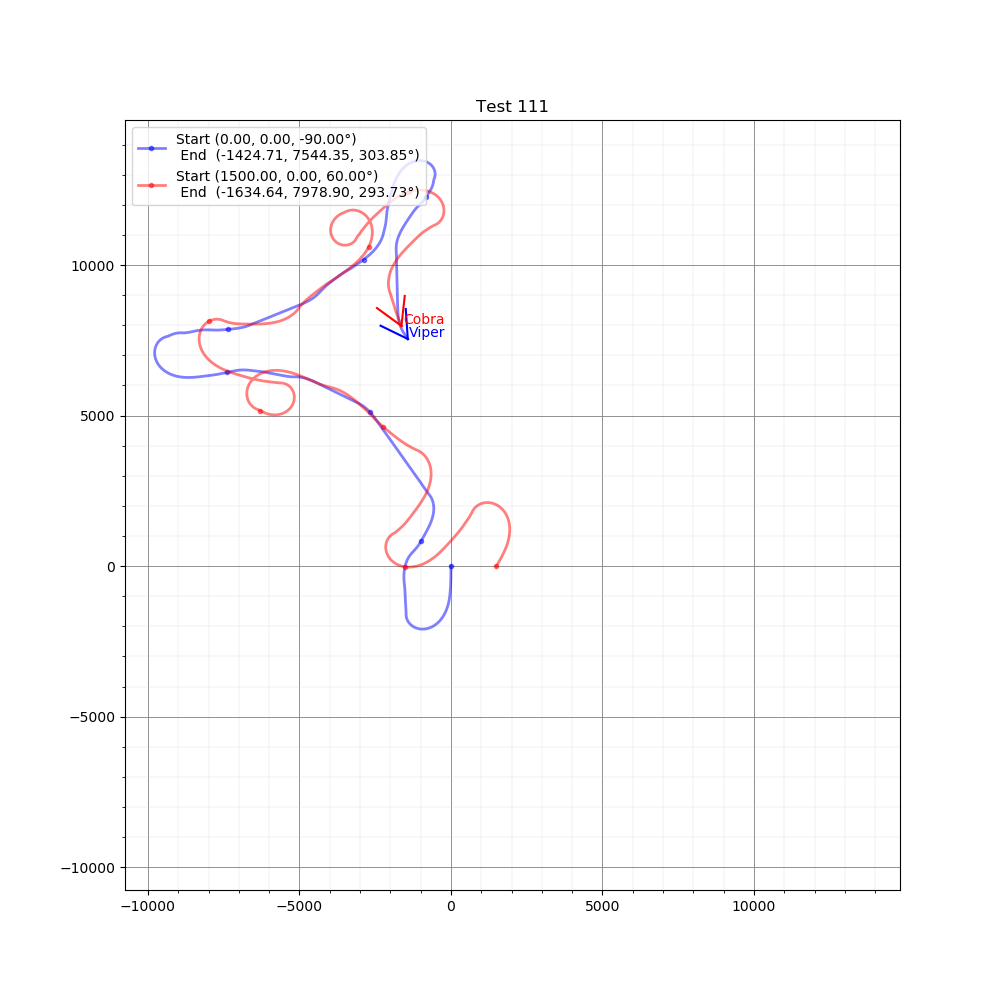 Test 111
Start (0.00, 0.00, -90.00°)
End (-1424.71, 7544.35, 303.85°)
Start (1500.00, 0.00, 60.00°)
End (-1634.64, 7978.90, 293.73°)
10000
5000
0
−5000
−10000
Cobra
Viper
−10000
−5000
0
5000
10000